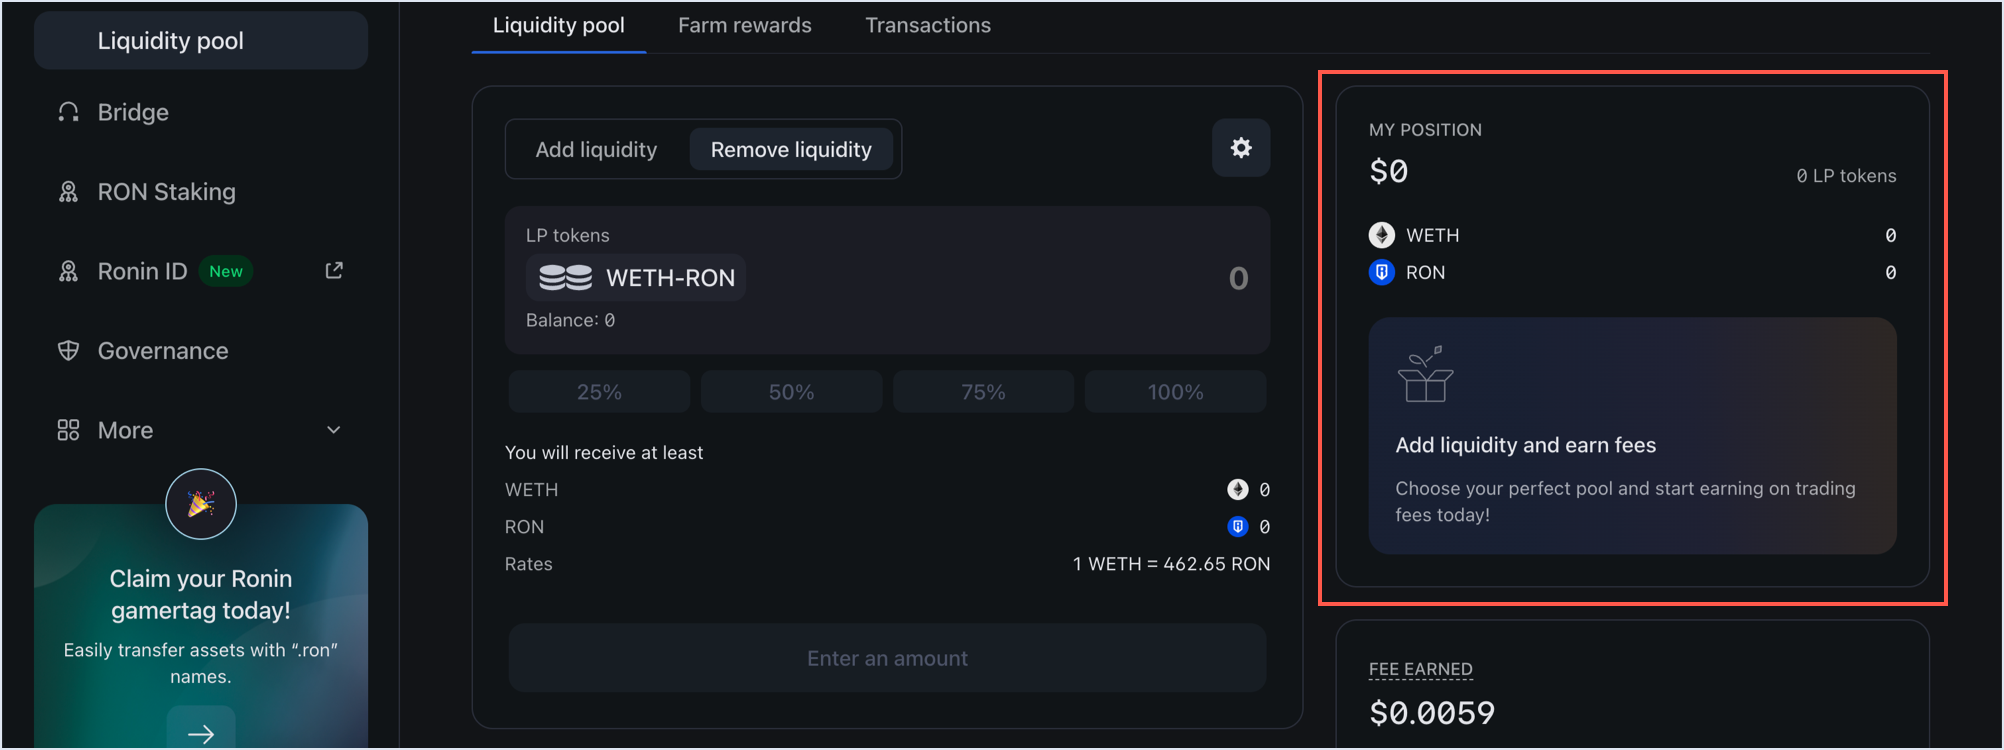 Liquidity pool
Bridge
RON Staking
Ronin ID New
Governance
More
Claim your Ronin
gamertag today!
Easily transfer assets with “.ron”
names.
Liquidity pool Farm rewards Transactions
Add liquidity Remove liquidity
LP tokens
WETH-RON 0
Balance: 0
25% 50% 75% 100%
You will receive at least
WETH 0
RON 0
Rates 1 WETH = 462.65 RON
Enter an amount
MY POSITION
$0 0 LP tokens
WETH 0
RON 0
Add liquidity and earn fees
Choose your perfect pool and start earning on trading
fees today!
FEE EARNED
$0.0059